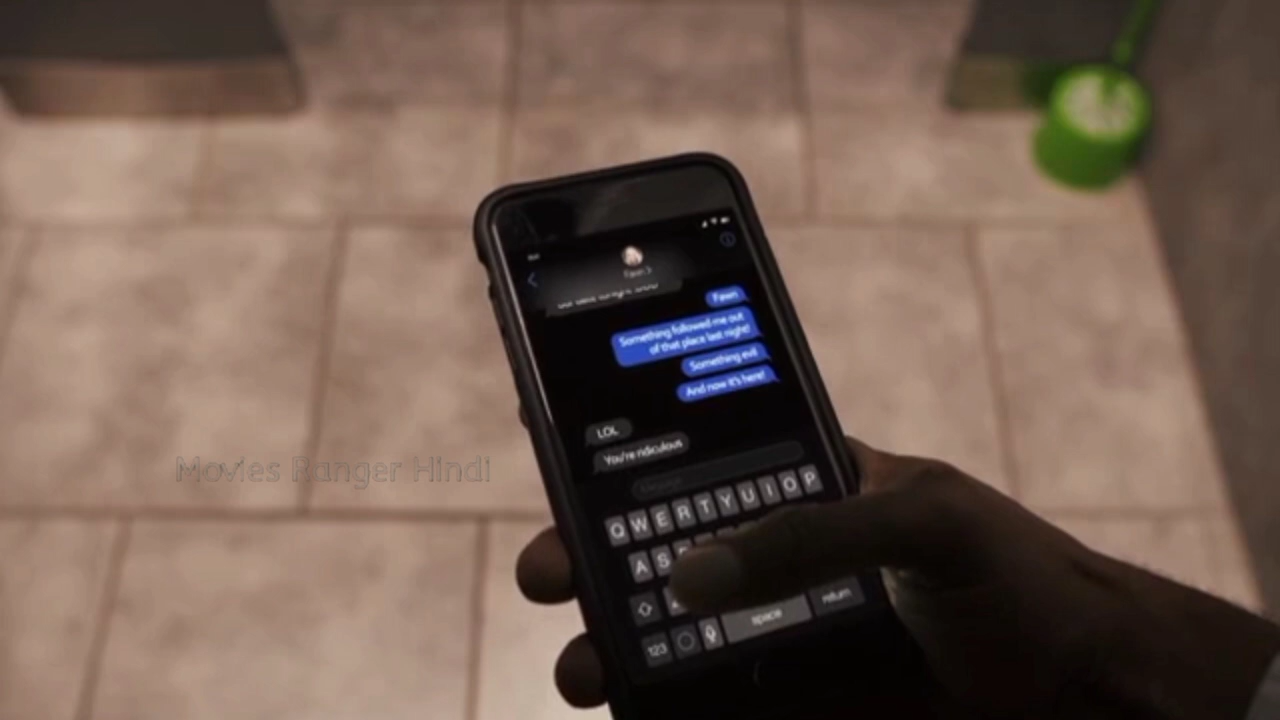 Fawn
Fawn
Something followed me out
of that place last night!
Something evil
And now it's here!
LOL
You're ridiculous
Movies Ranger Hindi
Q W E R T Y U I O P
A S
123
space
return